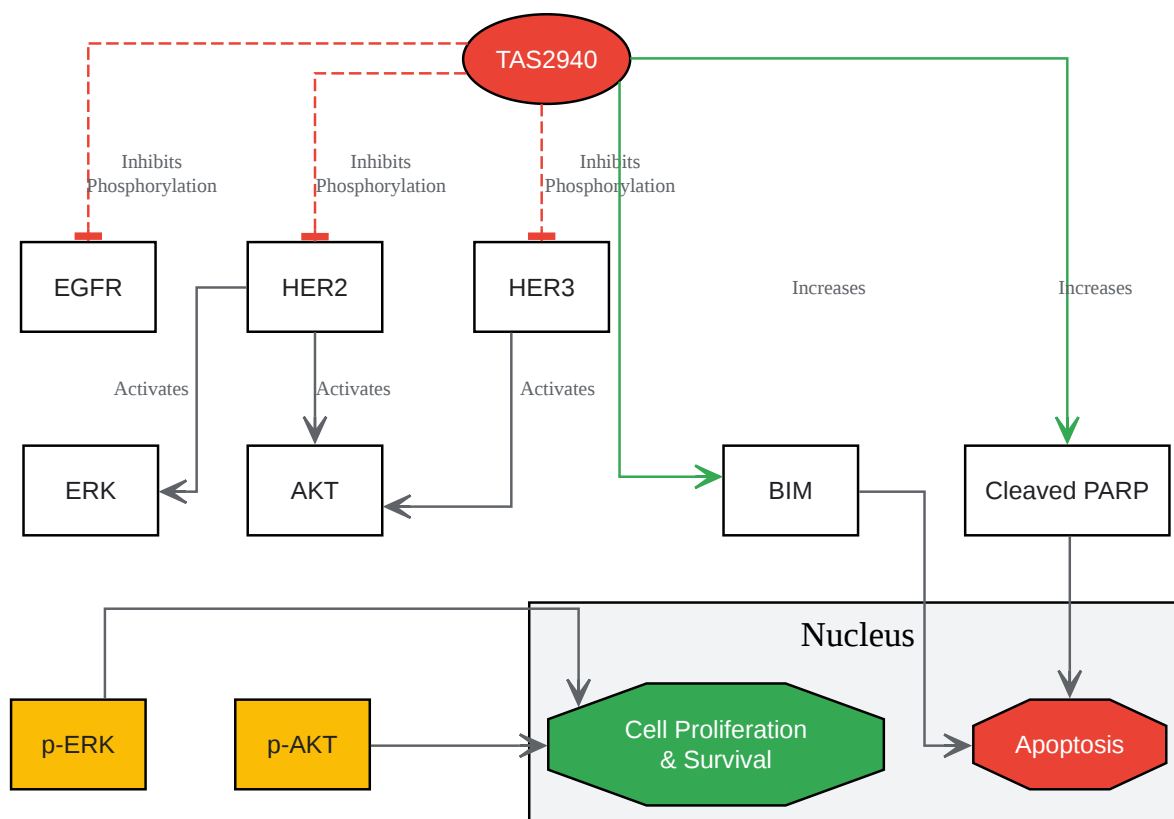 TAS2940
Inhibits
Phosphorylation
Inhibits
Phosphorylation
Inhibits
Phosphorylation
EGFR
HER2
HER3
Increases
Increases
Activates
Activates
Activates
ERK
AKT
BIM
Cleaved PARP
Nucleus
p-ERK
p-AKT
Cell Proliferation
& Survival
Apoptosis